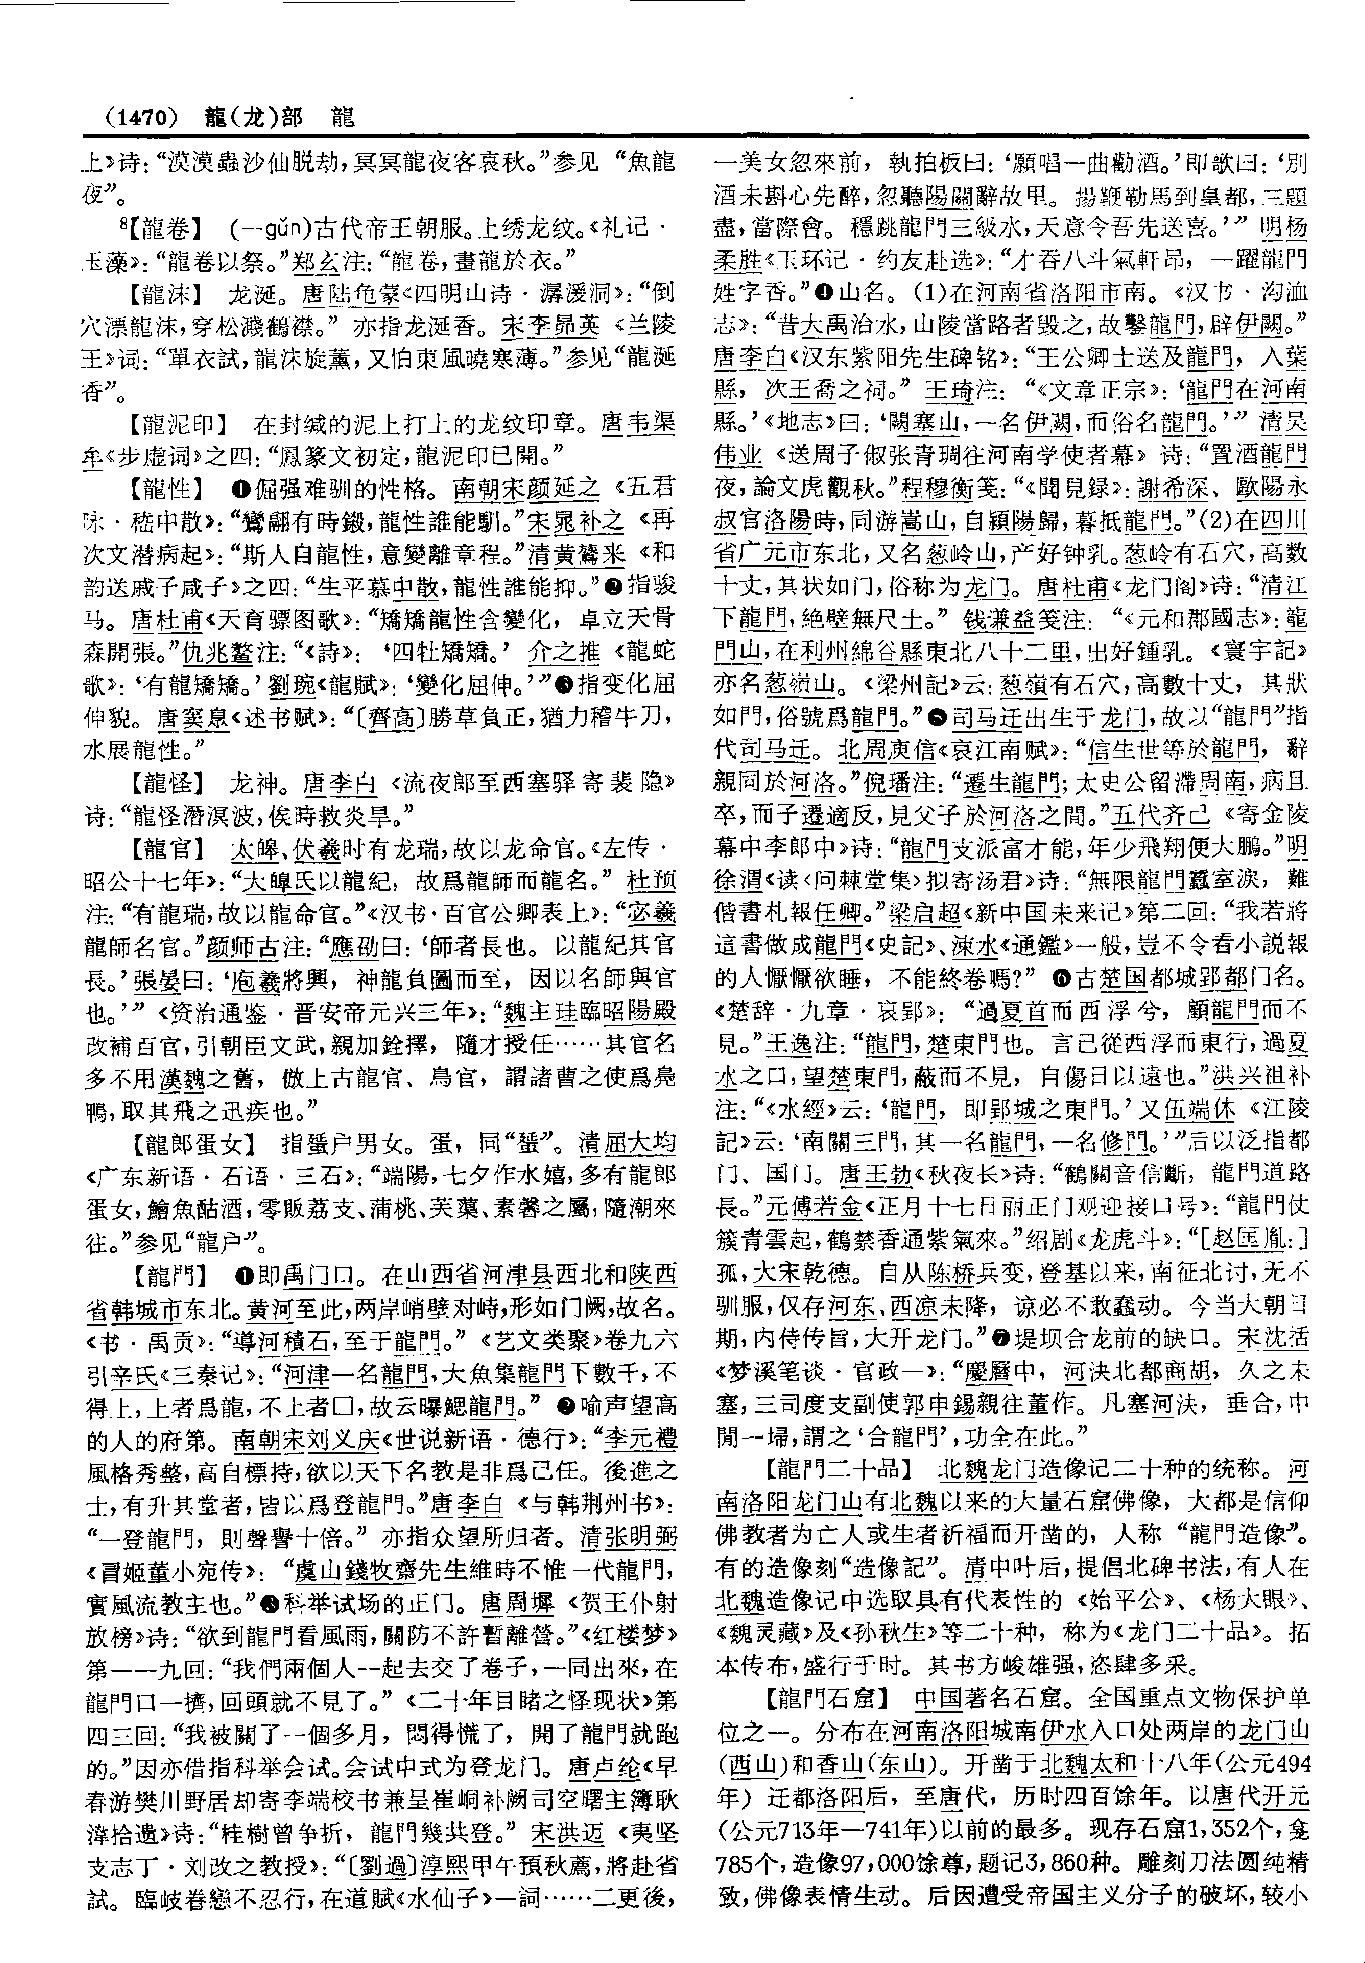 (1470) 龍(龙)部 龍
上》诗：“漠漠蟲沙仙脱劫，冥冥龍夜客哀秋。”参见 “魚龍
夜”。
⁸【龍卷】 (—gǔn)古代帝王朝服。上绣龙纹。《礼记·
玉藻》：“龍卷以祭。”郑玄注：“龍卷，畫龍於衣。”
【龍沫】 龙涎。唐陆龟蒙《四明山诗·潺湲洞》：“倒
穴漂龍沫，穿松濺鶴襟。” 亦指龙涎香。宋李昴英《兰陵
王》词：“單衣試，龍沫旋薰，又怕東風曉寒薄。”参见“龍涎
香”。
【龍泥印】 在封缄的泥上打上的龙纹印章。唐韦渠
牟《步虚词》之四：“鳳篆文初定，龍泥印已開。”
【龍性】 ❶倔强难驯的性格。南朝宋颜延之《五君
咏·嵇中散》：“鸞翮有時鎩，龍性誰能馴。”宋晁补之《再
次文潜病起》：“斯人自龍性，意變離章程。”清黄鷟来《和
韵送戚子咸子》之四：“生平慕中散，龍性誰能抑。”❷指骏
马。唐杜甫《天育骠图歌》：“矯矯龍性含變化，卓立天骨
森開張。”仇兆鳌注：“《詩》：‘四牡矯矯。’介之推《龍蛇
歌》：‘有龍矯矯。’劉琬《龍賦》：‘變化屈伸。’”❸指变化屈
伸貌。唐窦臮《述书赋》：“〔齊高〕勝草負正，猶力稽牛刀，
水展龍性。”
【龍怪】 龙神。唐李白《流夜郎至西塞驿寄裴隐》
诗：“龍怪潛溟波，俟時救炎旱。”
【龍官】 太皞、伏羲时有龙瑞，故以龙命官。《左传·
昭公十七年》：“大皞氏以龍紀，故爲龍師而龍名。” 杜预
注：“有龍瑞，故以龍命官。”《汉书·百官公卿表上》：“宓羲
龍師名官。”颜师古注：“應劭曰：‘師者長也。以龍紀其官
長。’張晏曰：‘庖羲將興，神龍負圖而至，因以名師與官
也。’”《资治通鉴·晋安帝元兴三年》：“魏主珪臨昭陽殿
改補百官，引朝臣文武，親加銓擇，隨才授任……其官名
多不用漢魏之舊，倣上古龍官、鳥官，謂諸曹之使爲鳧
鴨，取其飛之迅疾也。”
【龍郎蛋女】 指蜑户男女。蛋，同“蜑”。清屈大均
《广东新语·石语·三石》：“端陽，七夕作水嬉，多有龍郎
蛋女，鱠魚酤酒，零販荔支、蒲桃、芙蕖、素馨之屬，隨潮來
往。”参见“龍户”。
【龍門】 ❶即禹门口。在山西省河津县西北和陕西
省韩城市东北。黄河至此，两岸峭壁对峙，形如门阙，故名。
《书·禹贡》：“導河積石，至于龍門。”《艺文类聚》卷九六
引辛氏《三秦记》：“河津一名龍門，大魚集龍門下數千，不
得上，上者爲龍，不上者囗，故云曝鰓龍門。” ❷喻声望高
的人的府第。南朝宋刘义庆《世说新语·德行》：“李元禮
風格秀整，高自標持，欲以天下名教是非爲己任。後進之
士，有升其堂者，皆以爲登龍門。”唐李白《与韩荆州书》：
“一登龍門，則聲譽十倍。” 亦指众望所归者。清张明弼
《冒姬董小宛传》：“虞山錢牧齋先生維時不惟一代龍門，
實風流教主也。”❸科举试场的正门。唐周墀《贺王仆射
放榜》诗：“欲到龍門看風雨，關防不許暫離營。”《红楼梦》
第一一九回：“我們兩個人一起去交了卷子，一同出來，在
龍門口一擠，回頭就不見了。”《二十年目睹之怪现状》第
四三回：“我被關了一個多月，悶得慌了，開了龍門就跑
的。”因亦借指科举会试。会试中式为登龙门。唐卢纶《早
春游樊川野居却寄李端校书兼呈崔峒补阙司空曙主簿耿
湋拾遗》诗：“桂樹曾争折，龍門幾共登。” 宋洪迈《夷坚
支志丁·刘改之教授》：“〔劉過〕淳熙甲午預秋薦，將赴省
試。臨岐眷戀不忍行，在道賦《水仙子》一詞……二更後，
一美女忽來前，執拍板曰：‘願唱一曲勸酒。’即歌曰：‘别
酒未斟心先醉，忽聽陽關辭故里。揚鞭勒馬到皇都，三題
盡，當際會。穩跳龍門三級水，天意令吾先送喜。’” 明杨
柔胜《玉环记·约友赴选》：“才吞八斗氣軒昂，一躍龍門
姓字香。”❹山名。(1)在河南省洛阳市南。《汉书·沟洫
志》：“昔大禹治水，山陵當路者毁之，故鑿龍門，辟伊闕。”
唐李白《汉东紫阳先生碑铭》：“王公卿士送及龍門，入葉
縣，次王喬之祠。” 王琦注：“《文章正宗》：‘龍門在河南
縣。’《地志》曰：‘闕塞山，一名伊闕，而俗名龍門。’” 清吴
伟业《送周子俶张青琱往河南学使者幕》诗：“置酒龍門
夜，論文虎觀秋。”程穆衡笺：“《聞見録》：謝希深、歐陽永
叔官洛陽時，同游嵩山，自潁陽歸，暮抵龍門。”(2)在四川
省广元市东北，又名葱岭山，产好钟乳。葱岭有石穴，高数
十丈，其状如门，俗称为龙门。唐杜甫《龙门阁》诗：“清江
下龍門，絶壁無尺土。” 钱谦益笺注：“《元和郡國志》：龍
門山，在利州綿谷縣東北八十二里，出好鍾乳。《寰宇記》
亦名葱嶺山。《梁州記》云：葱嶺有石穴，高數十丈，其狀
如門，俗號爲龍門。”❺司马迁出生于龙门，故以“龍門”指
代司马迁。北周庾信《哀江南赋》：“信生世等於龍門，辭
親同於河洛。”倪璠注：“遷生龍門；太史公留滯周南，病且
卒，而子遷適反，見父子於河洛之間。”五代齐己《寄金陵
幕中李郎中》诗：“龍門支派富才能，年少飛翔便大鵬。”明
徐渭《读〈问棘堂集〉拟寄汤君》诗：“無限龍門蠶室淚，難
偕書札報任卿。”梁启超《新中国未来记》第二回：“我若將
這書做成龍門《史記》、涑水《通鑑》一般，豈不令看小說報
的人懨懨欲睡，不能終卷嗎？” ❻古楚国都城郢都门名。
《楚辞·九章·哀郢》：“過夏首而西浮兮，顧龍門而不
見。”王逸注：“龍門，楚東門也。言己從西浮而東行，過夏
水之口，望楚東門，蔽而不見，自傷日以遠也。”洪兴祖补
注：“《水經》云：‘龍門，即郢城之東門。’又伍端休《江陵
記》云：‘南關三門，其一名龍門，一名修門。’”后以泛指都
门、国门。唐王勃《秋夜长》诗：“鶴關音信斷，龍門道路
長。”元傅若金《正月十七日丽正门观迎接口号》：“龍門仗
簇青雲起，鶴禁香通紫氣來。”绍剧《龙虎斗》：“[赵匡胤：]
孤，大宋乾德。自从陈桥兵变，登基以来，南征北讨，无不
驯服，仅存河东、西凉未降，谅必不敢蠢动。今当大朝日
期，内侍传旨，大开龙门。”❼堤坝合龙前的缺口。宋沈活
《梦溪笔谈·官政一》：“慶曆中，河決北都商胡，久之未
塞，三司度支副使郭申錫親往董作。凡塞河決，垂合，中
間一埽，謂之‘合龍門’，功全在此。”
【龍門二十品】 北魏龙门造像记二十种的统称。河
南洛阳龙门山有北魏以来的大量石窟佛像，大都是信仰
佛教者为亡人或生者祈福而开凿的，人称 “龍門造像”。
有的造像刻“造像記”。清中叶后，提倡北碑书法，有人在
北魏造像记中选取具有代表性的《始平公》、《杨大眼》、
《魏灵藏》及《孙秋生》等二十种，称为《龙门二十品》。拓
本传布，盛行于时。其书方峻雄强，恣肆多采。
【龍門石窟】 中国著名石窟。全国重点文物保护单
位之一。分布在河南洛阳城南伊水入口处两岸的龙门山
(西山)和香山(东山)。开凿于北魏太和十八年(公元494
年）迁都洛阳后，至唐代，历时四百馀年。以唐代开元
(公元713年—741年)以前的最多。现存石窟1,352个，龛
785个，造像97,000馀尊，题记3,860种。雕刻刀法圆纯精
致，佛像表情生动。后因遭受帝国主义分子的破坏，较小